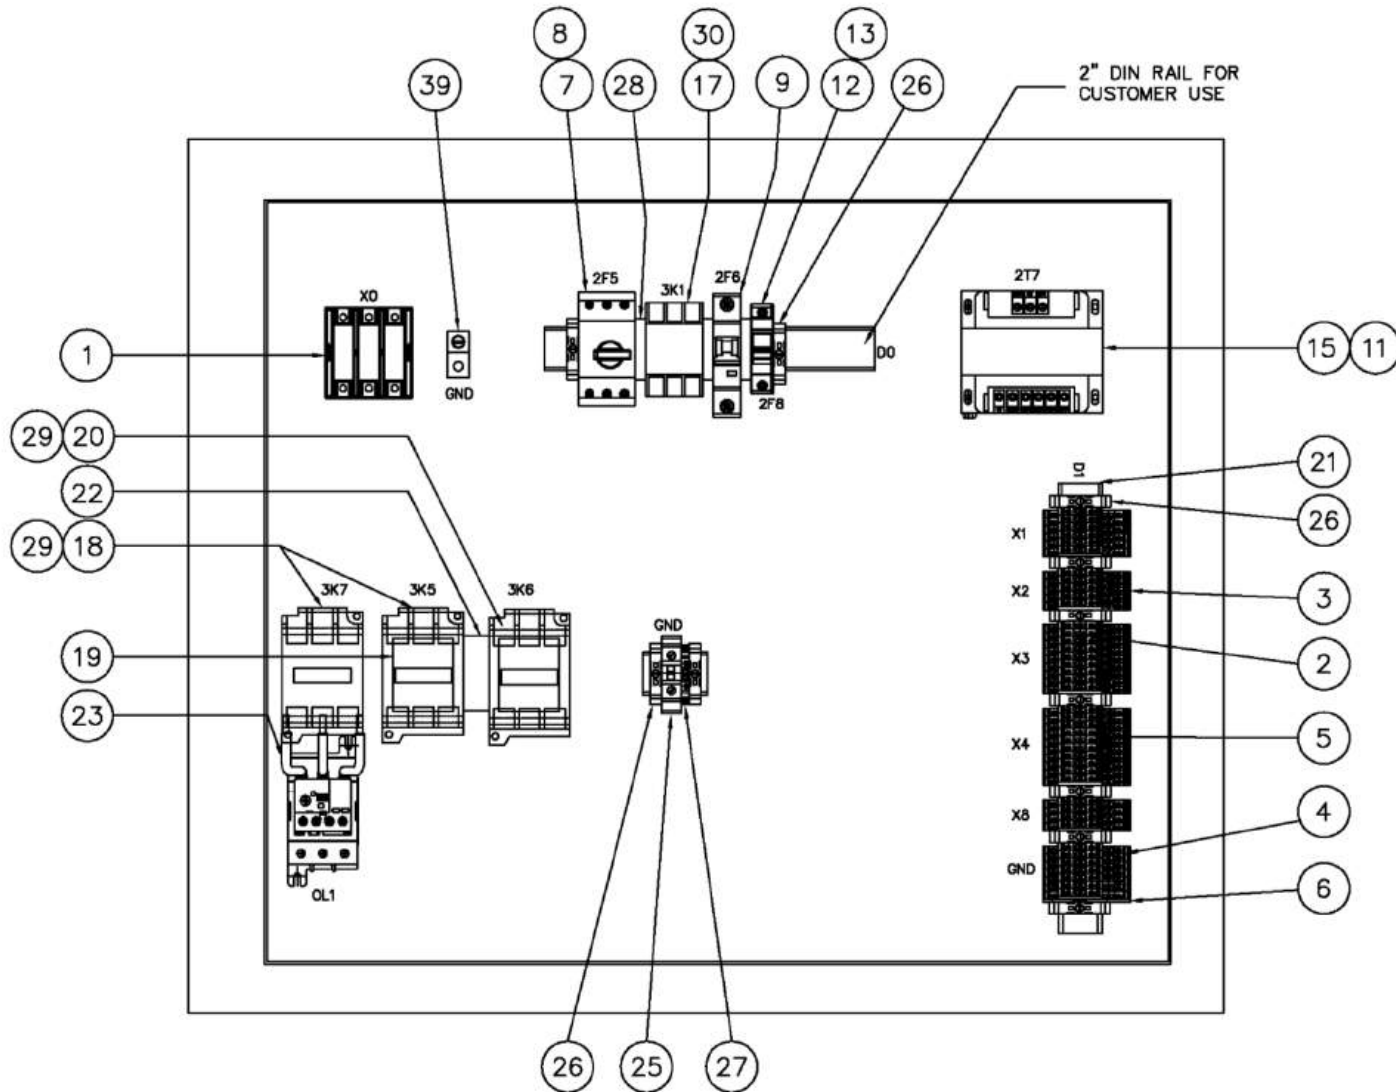 8 30 13
39 7 28 17 12 9 26
2" DIN RAIL FOR
CUSTOMER USE
X0 2F5 3K1 2F6 2T7
1 GND 2F8 D0 15 11
29 20
22
29 18
D1 21
26
X1
X2 3
3K7 3K5 3K6
GND
19 X3 2
23
X4 5
X8
4
GND
6
OL1
26 25 27